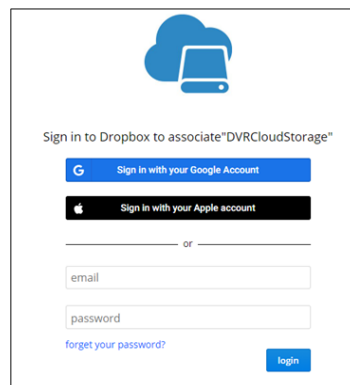 Sign in to Dropbox to associate"DVRCloudStorage"
G Sign in with your Google Account
Sign in with your Apple account
or
email
password
forget your password?
login